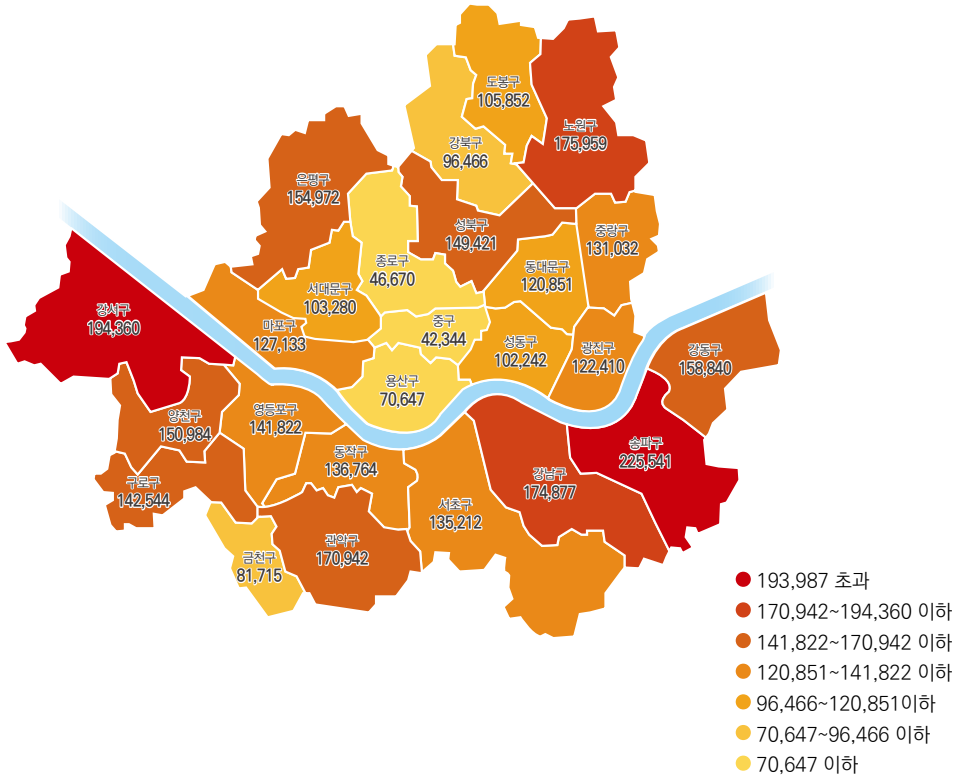 도봉구
105,852
노원구
175,959
강북구
96,466
은평구
154,972
성북구
149,421
중랑구
131,032
종로구
46,670
동대문구
120,851
서대문구
103,280
강서구
194,360
마포구
127,133
중구
42,344
성동구
102,242
광진구
122,410
강동구
158,840
용산구
70,647
양천구
150,984
영등포구
141,822
송파구
225,541
동작구
136,764
강남구
174,877
구로구
142,544
서초구
135,212
관악구
170,942
금천구
81,715
193,987 초과
170,942~194,360 이하
141,822~170,942 이하
120,851~141,822 이하
96,466~120,851이하
70,647~96,466 이하
70,647 이하